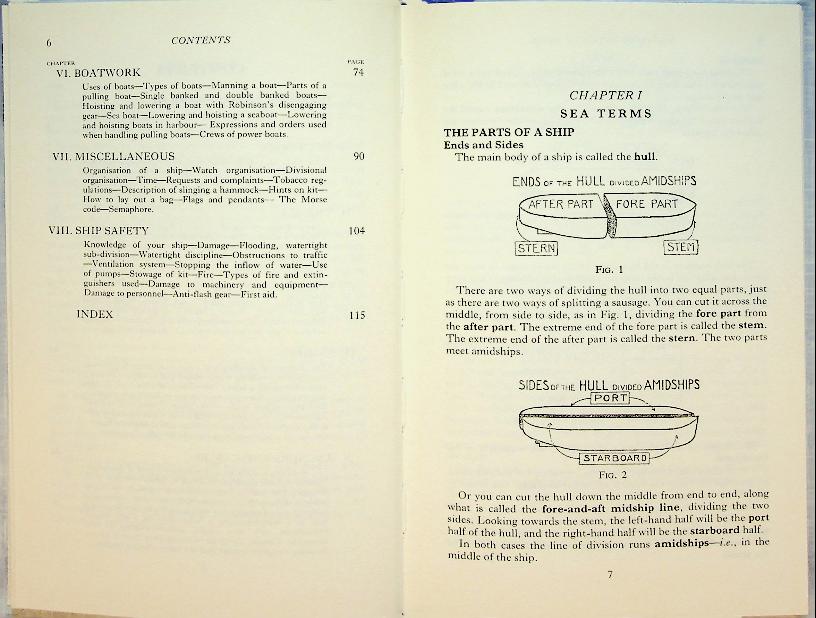 6
CONTENTS
CHAPTER
PAGE
VI. BOATWORK 74
Uses of boats—Types of boats—Manning a boat—Parts of a
pulling boat—Single banked and double banked boats—
Hoisting and lowering a boat with Robinson's disengaging
gear—Sea boat—Lowering and hoisting a seaboat—Lowering
and hoisting boats in harbour— Expressions and orders used
when handling pulling boats—Crews of power boats.
VII. MISCELLANEOUS 90
Organisation of a ship—Watch organisation—Divisional
organisation—Time—Requests and complaints—Tobacco reg-
ulations—Description of slinging a hammock—Hints on kit—
How to lay out a bag—Flags and pendants— The Morse
code—Semaphore.
VIII. SHIP SAFETY 104
Knowledge of your ship—Damage—Flooding, watertight
sub-division—Watertight discipline—Obstructions to traffic
—Ventilation system—Stopping the inflow of water—Use
of pumps—Stowage of kit—Fire—Types of fire and extin-
guishers used—Damage to machinery and equipment—
Damage to personnel—Anti-flash gear—First aid.
INDEX 115
CHAPTER I
SEA TERMS
THE PARTS OF A SHIP
Ends and Sides
The main body of a ship is called the hull.
ENDS OF THE HULL DIVIDED AMIDSHIPS
AFTER PART FORE PART
STERN STEM
FIG. 1
There are two ways of dividing the hull into two equal parts, just
as there are two ways of splitting a sausage. You can cut it across the
middle, from side to side, as in Fig. 1, dividing the fore part from
the after part. The extreme end of the fore part is called the stem.
The extreme end of the after part is called the stern. The two parts
meet amidships.
SIDES OF THE HULL DIVIDED AMIDSHIPS
PORT
STARBOARD
FIG. 2
Or you can cut the hull down the middle from end to end, along
what is called the fore-and-aft midship line, dividing the two
sides. Looking towards the stem, the left-hand half will be the port
half of the hull, and the right-hand half will be the starboard half.
In both cases the line of division runs amidships—i.e., in the
middle of the ship.
7